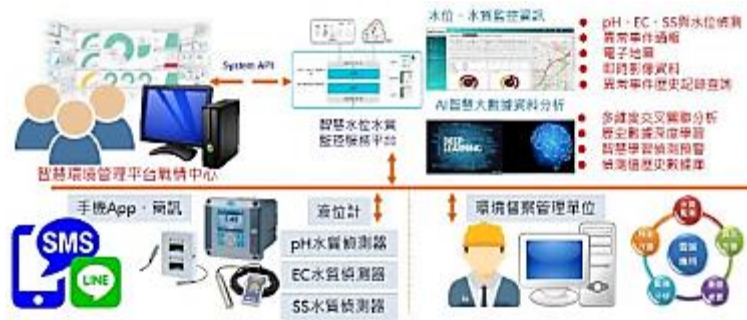 水位、水質監控資訊
pH、EC、SS與水位偵測
異常事件通報
電子地圖
即時影像資料
異常事件歷史記錄查詢
System API
智慧水位水質
監控服務平台
AI智慧大數據資料分析
DEEP
LEARNING
多維度交叉關聯分析
歷史數據深度學習
智慧學習偵測預警
偵測值歷史數據庫
智慧環境管理平台戰情中心
手機App、簡訊
SMS
LINE
液位計
pH水質偵測器
EC水質偵測器
SS水質偵測器
環境督察管理單位